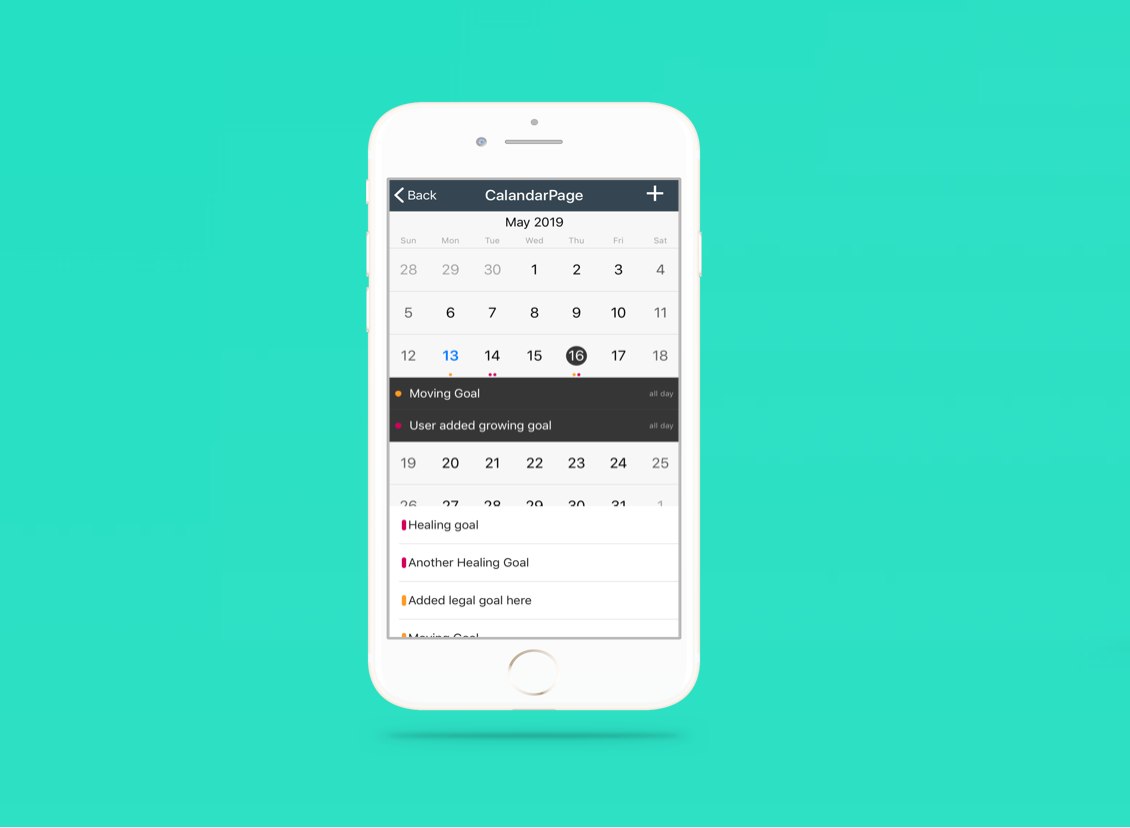 Back CalandarPage +
May 2019
Sun Mon Tue Wed Thu Fri Sat
28 29 30 1 2 3 4
5 6 7 8 9 10 11
12 13 14 15 16 17 18
Moving Goal all day
User added growing goal all day
19 20 21 22 23 24 25
26 27 28 29 30 31 1
Healing goal
Another Healing Goal
Added legal goal here
Moving Goal